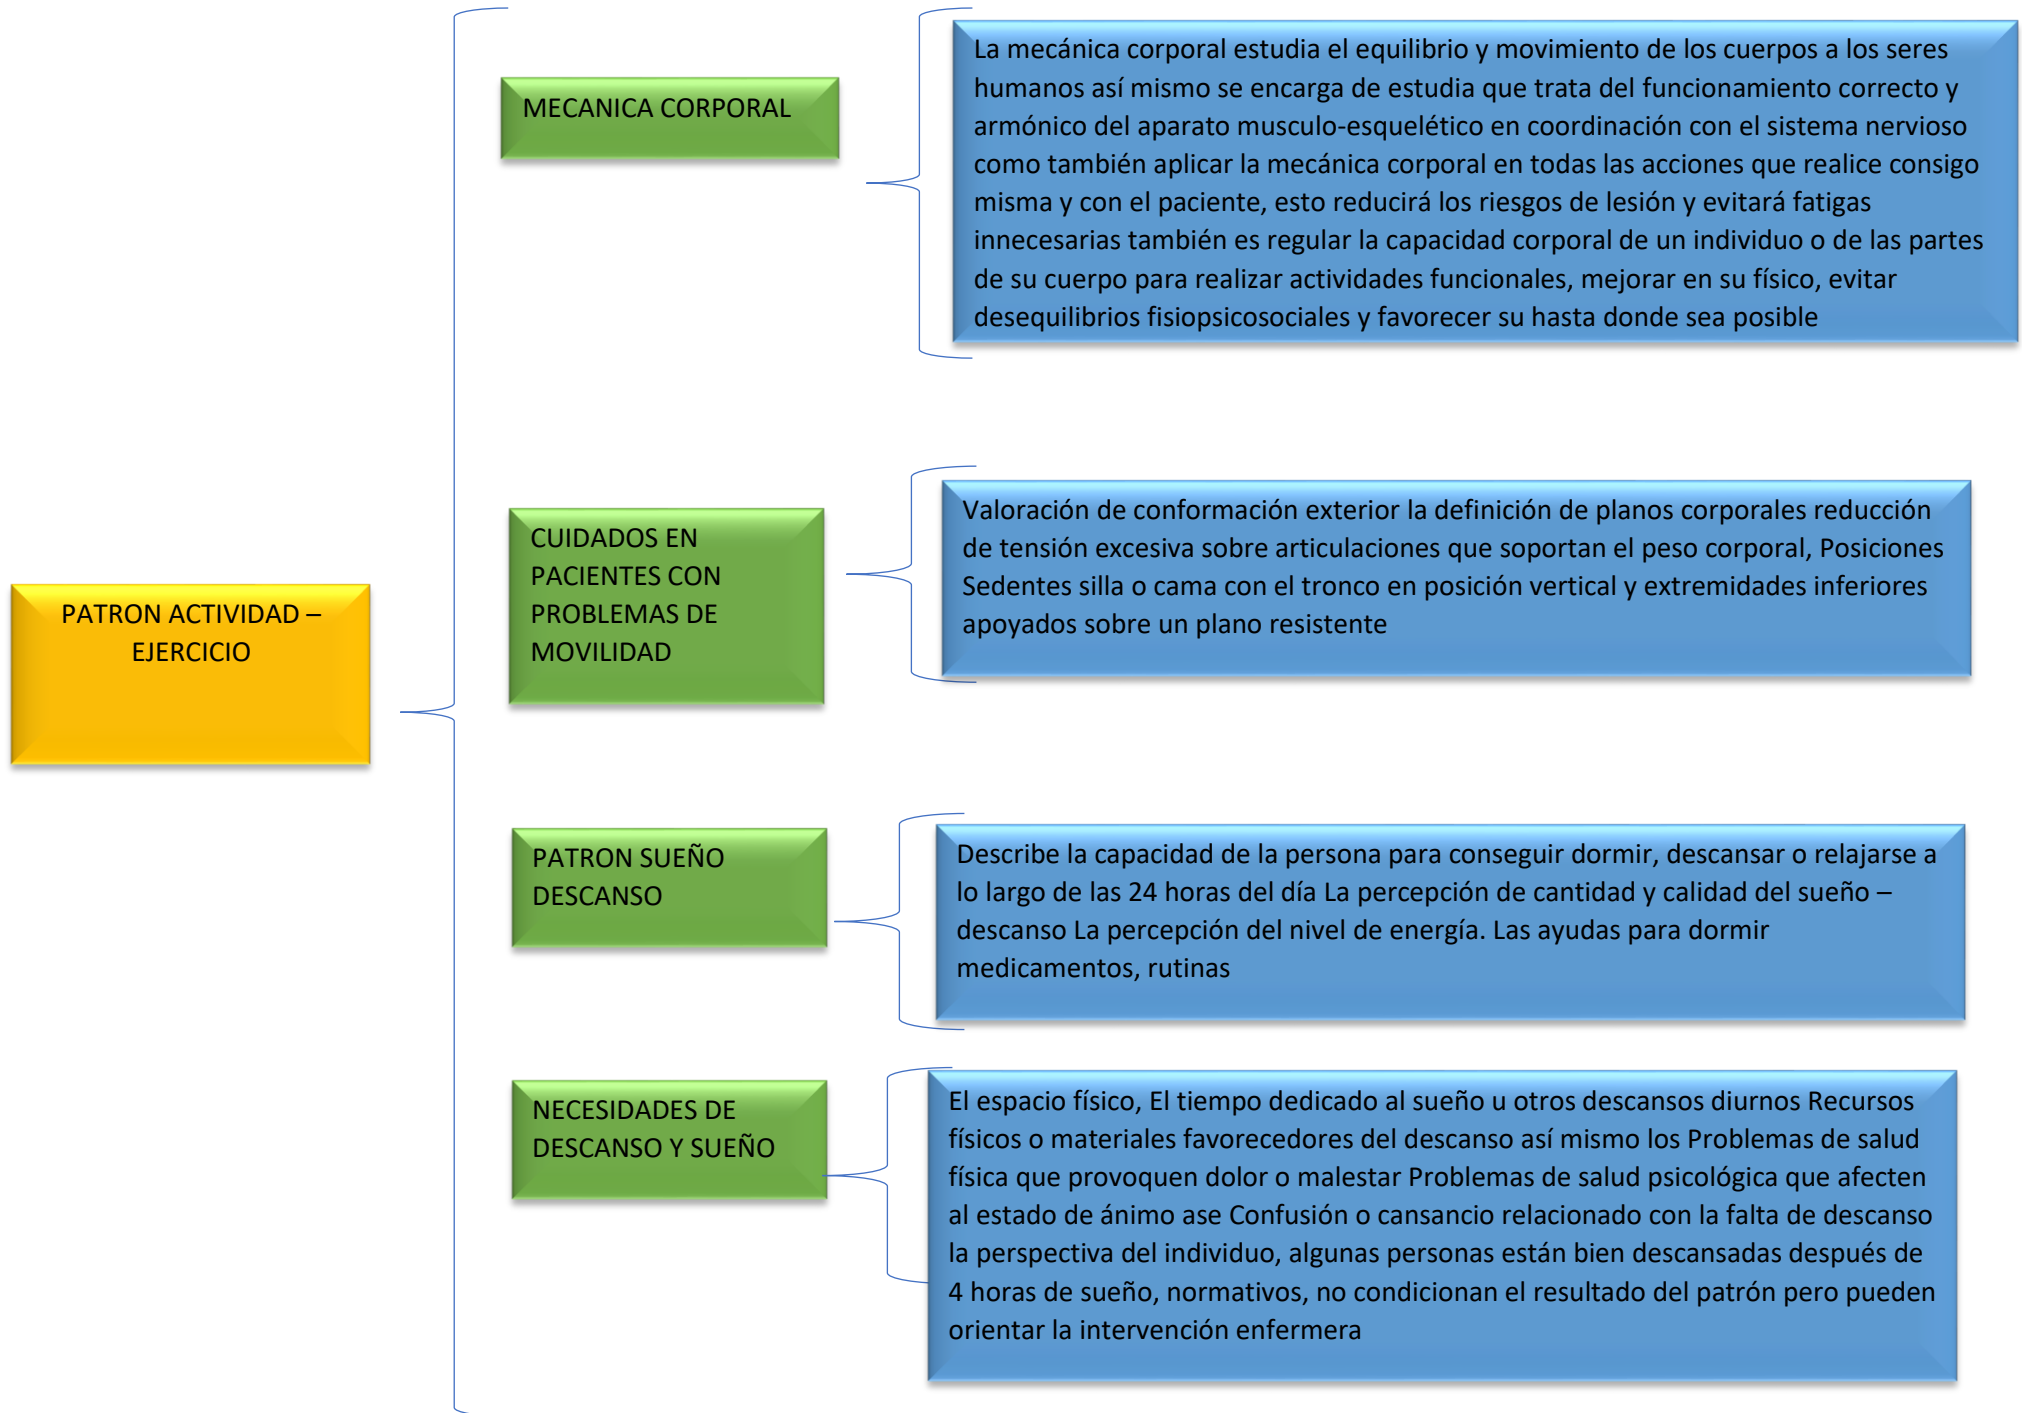 PATRON ACTIVIDAD –
EJERCICIO
MECANICA CORPORAL
La mecánica corporal estudia el equilibrio y movimiento de los cuerpos a los seres
humanos así mismo se encarga de estudia que trata del funcionamiento correcto y
armónico del aparato musculo-esquelético en coordinación con el sistema nervioso
como también aplicar la mecánica corporal en todas las acciones que realice consigo
misma y con el paciente, esto reducirá los riesgos de lesión y evitará fatigas
innecesarias también es regular la capacidad corporal de un individuo o de las partes
de su cuerpo para realizar actividades funcionales, mejorar en su físico, evitar
desequilibrios fisiopsicosociales y favorecer su hasta donde sea posible
CUIDADOS EN
PACIENTES CON
PROBLEMAS DE
MOVILIDAD
Valoración de conformación exterior la definición de planos corporales reducción
de tensión excesiva sobre articulaciones que soportan el peso corporal, Posiciones
Sedentes silla o cama con el tronco en posición vertical y extremidades inferiores
apoyados sobre un plano resistente
PATRON SUEÑO
DESCANSO
Describe la capacidad de la persona para conseguir dormir, descansar o relajarse a
lo largo de las 24 horas del día La percepción de cantidad y calidad del sueño –
descanso La percepción del nivel de energía. Las ayudas para dormir
medicamentos, rutinas
NECESIDADES DE
DESCANSO Y SUEÑO
El espacio físico, El tiempo dedicado al sueño u otros descansos diurnos Recursos
físicos o materiales favorecedores del descanso así mismo los Problemas de salud
física que provoquen dolor o malestar Problemas de salud psicológica que afecten
al estado de ánimo ase Confusión o cansancio relacionado con la falta de descanso
la perspectiva del individuo, algunas personas están bien descansadas después de
4 horas de sueño, normativos, no condicionan el resultado del patrón pero pueden
orientar la intervención enfermera